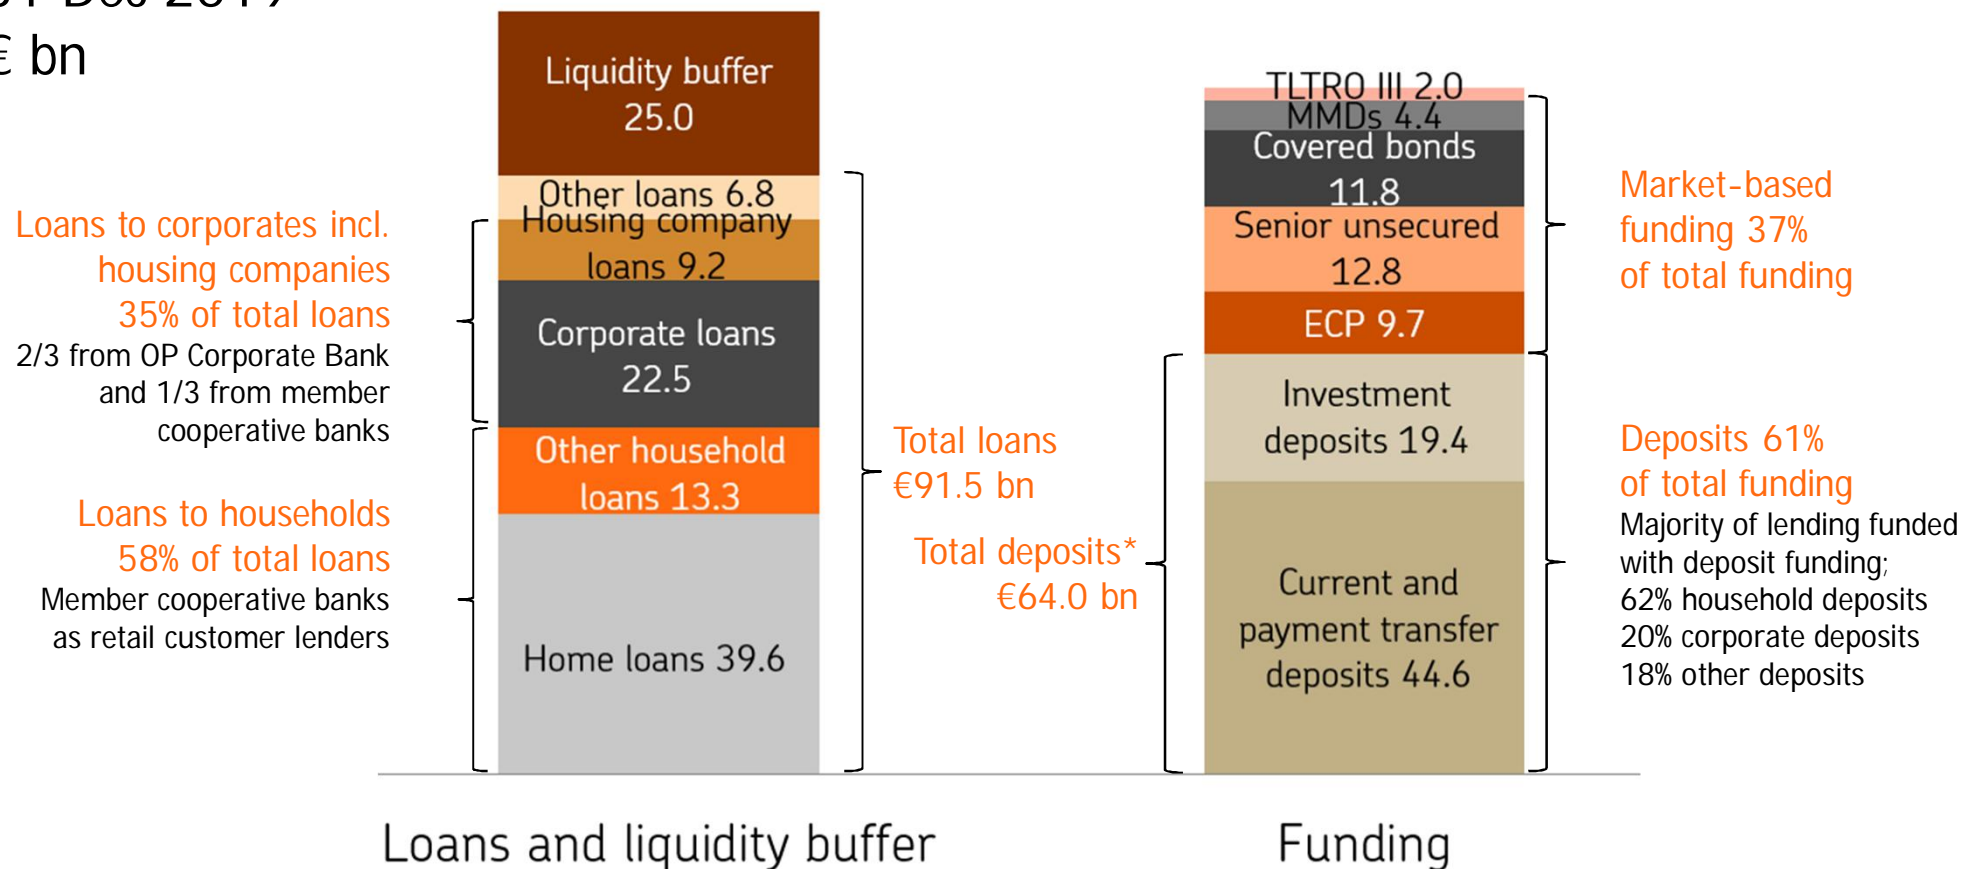 2019
€ bn
Liquidity buffer
25.0
Other loans 6.8
Housing company
loans 9.2
Corporate loans
22.5
Other household
loans 13.3
Home loans 39.6
Loans to corporates incl.
housing companies
35% of total loans
2/3 from OP Corporate Bank
and 1/3 from member
cooperative banks
Loans to households
58% of total loans
Member cooperative banks
as retail customer lenders
Total loans
€91.5 bn
Total deposits*
€64.0 bn
TLTRO III 2.0
MMDs 4.4
Covered bonds
11.8
Senior unsecured
12.8
ECP 9.7
Investment
deposits 19.4
Current and
payment transfer
deposits 44.6
Market-based
funding 37%
of total funding
Deposits 61%
of total funding
Majority of lending funded
with deposit funding;
62% household deposits
20% corporate deposits
18% other deposits
Loans and liquidity buffer
Funding